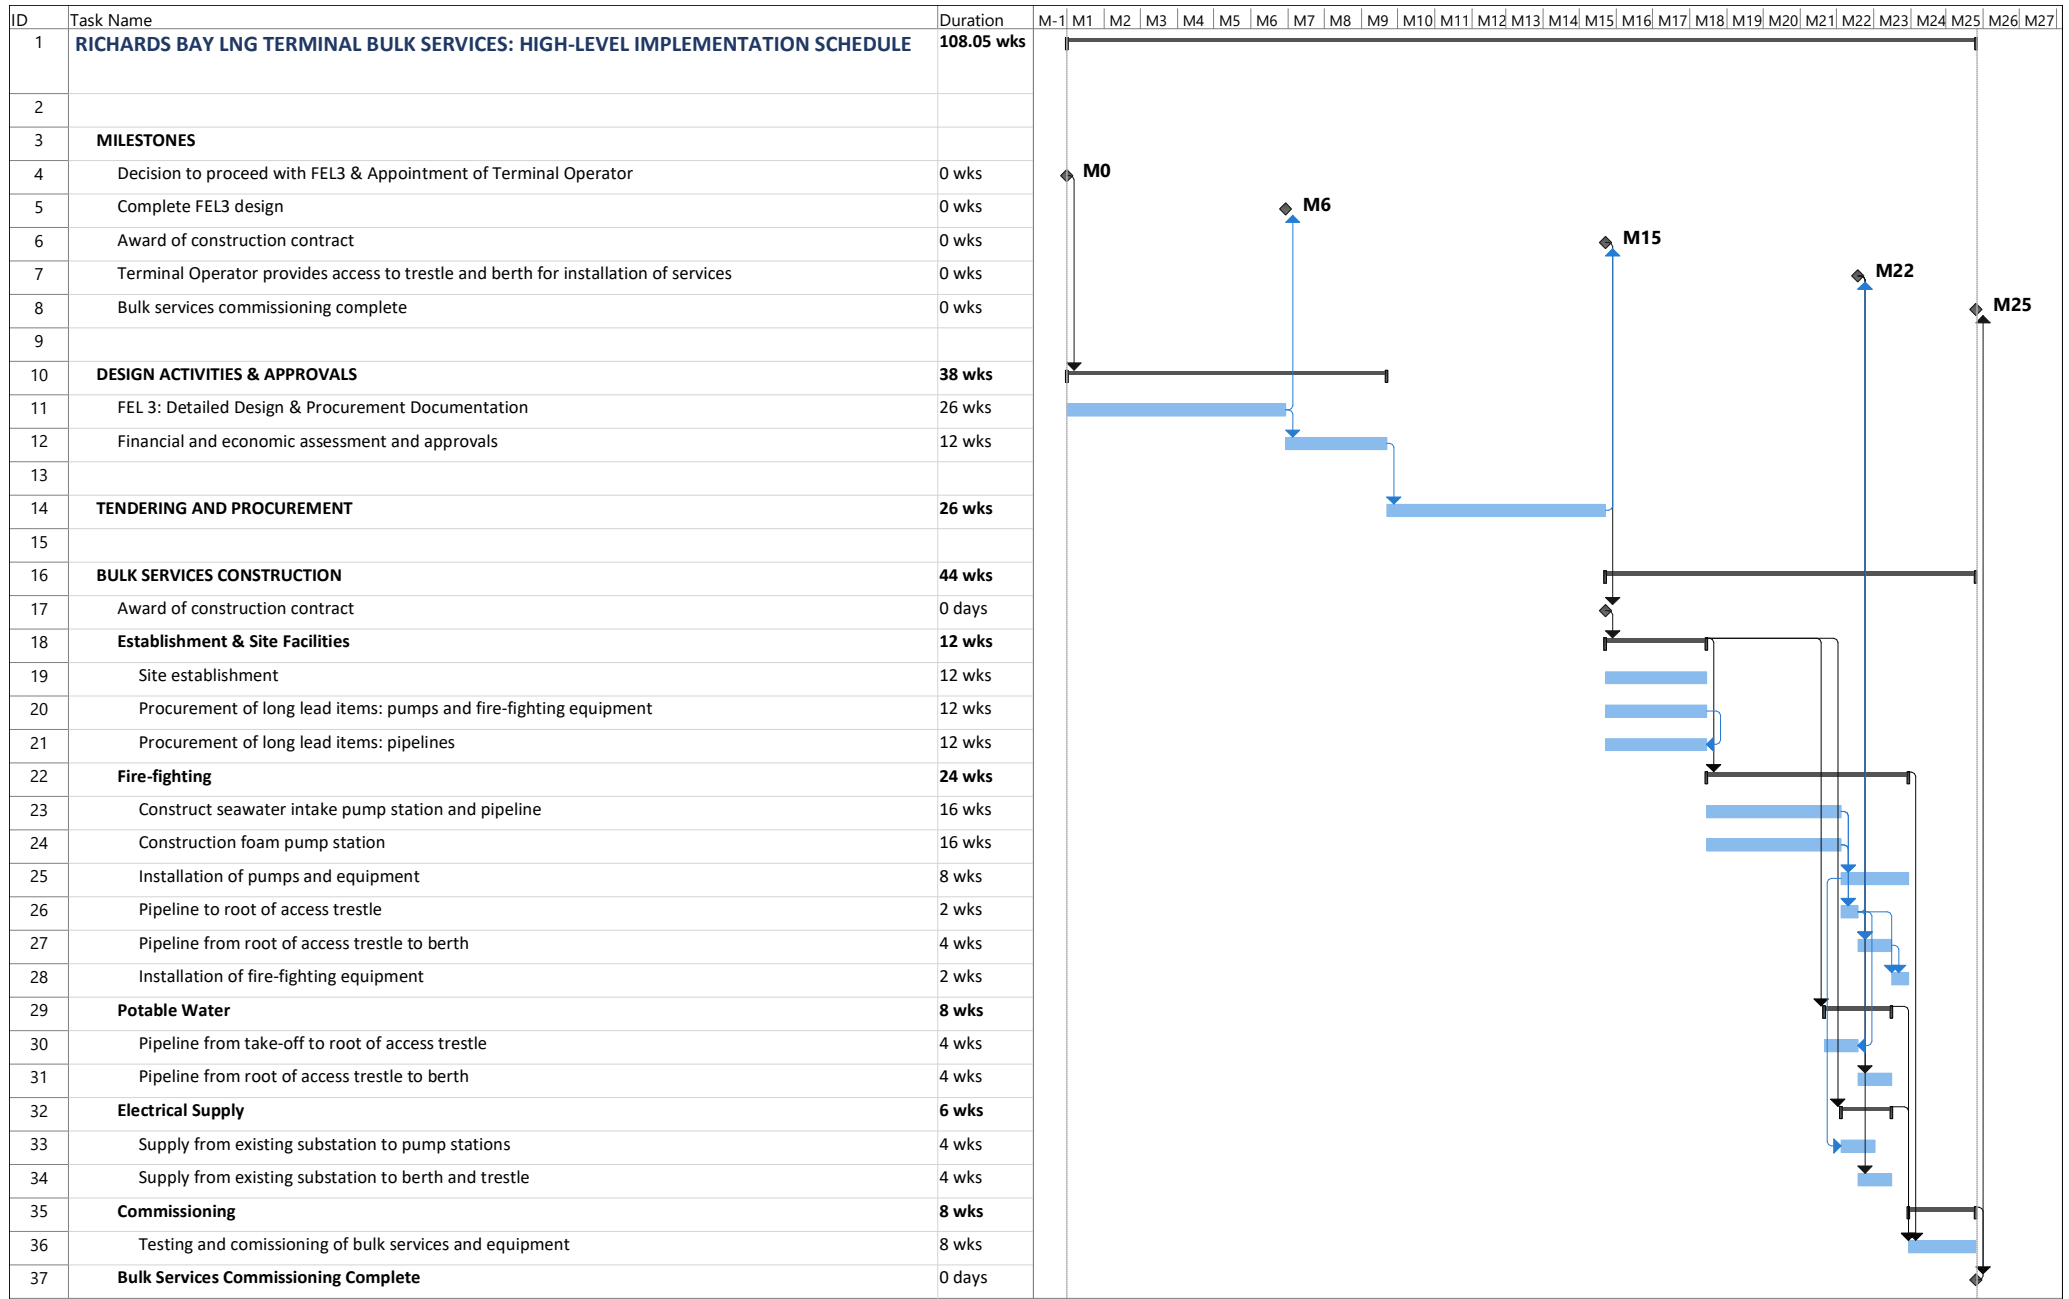 ID Task Name Duration M-1 M1 M2 M3 M4 M5 M6 M7 M8 M9 M10 M11 M12 M13 M14 M15 M16 M17 M18 M19 M20 M21 M22 M23 M24 M25 M26 M27
1 RICHARDS BAY LNG TERMINAL BULK SERVICES: HIGH-LEVEL IMPLEMENTATION SCHEDULE 108.05 wks
2
3 MILESTONES
4 Decision to proceed with FEL3 & Appointment of Terminal Operator 0 wks M0
5 Complete FEL3 design 0 wks M6
6 Award of construction contract 0 wks M15
7 Terminal Operator provides access to trestle and berth for installation of services 0 wks M22
8 Bulk services commissioning complete 0 wks M25
9
10 DESIGN ACTIVITIES & APPROVALS 38 wks
11 FEL 3: Detailed Design & Procurement Documentation 26 wks
12 Financial and economic assessment and approvals 12 wks
13
14 TENDERING AND PROCUREMENT 26 wks
15
16 BULK SERVICES CONSTRUCTION 44 wks
17 Award of construction contract 0 days
18 Establishment & Site Facilities 12 wks
19 Site establishment 12 wks
20 Procurement of long lead items: pumps and fire-fighting equipment 12 wks
21 Procurement of long lead items: pipelines 12 wks
22 Fire-fighting 24 wks
23 Construct seawater intake pump station and pipeline 16 wks
24 Construction foam pump station 16 wks
25 Installation of pumps and equipment 8 wks
26 Pipeline to root of access trestle 2 wks
27 Pipeline from root of access trestle to berth 4 wks
28 Installation of fire-fighting equipment 2 wks
29 Potable Water 8 wks
30 Pipeline from take-off to root of access trestle 4 wks
31 Pipeline from root of access trestle to berth 4 wks
32 Electrical Supply 6 wks
33 Supply from existing substation to pump stations 4 wks
34 Supply from existing substation to berth and trestle 4 wks
35 Commissioning 8 wks
36 Testing and comissioning of bulk services and equipment 8 wks
37 Bulk Services Commissioning Complete 0 days